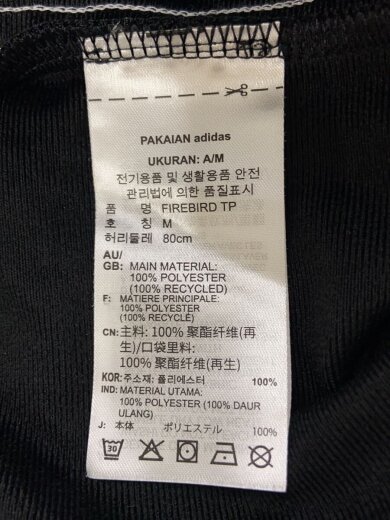 PAKAIAN adidas
UKURAN: A/M
전기용품 및 생활용품 안전
관리법에 의한 품질표시
품 명 FIREBIRD TP
호 칭 M
허리둘레 80cm
AU/
GB: MAIN MATERIAL:
100% POLYESTER
(100% RECYCLED)
F: MATIERE PRINCIPALE:
100% POLYESTER
(100% RECYCLÉ)
CN: 主料: 100% 聚酯纤维(再
生)/口袋里料:
100% 聚酯纤维(再生)
KOR: 주소재: 폴리에스터 100%
IND: MATERIAL UTAMA:
100% POLYESTER (100% DAUR
ULANG)
J: 本体 ポリエステル 100%
30